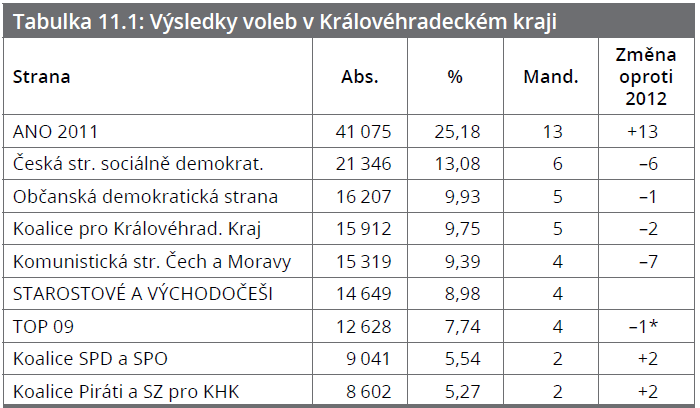 Tabulka 11.1: Výsledky voleb v Královéhradeckém kraji
Strana Abs. % Mand. Změna oproti 2012
ANO 2011 41 075 25,18 13 +13
Česká str. sociálně demokrat. 21 346 13,08 6 –6
Občanská demokratická strana 16 207 9,93 5 –1
Koalice pro Královéhrad. Kraj 15 912 9,75 5 –2
Komunistická str. Čech a Moravy 15 319 9,39 4 –7
STAROSTOVÉ A VÝCHODOČEŠI 14 649 8,98 4
TOP 09 12 628 7,74 4 –1*
Koalice SPD a SPO 9 041 5,54 2 +2
Koalice Piráti a SZ pro KHK 8 602 5,27 2 +2